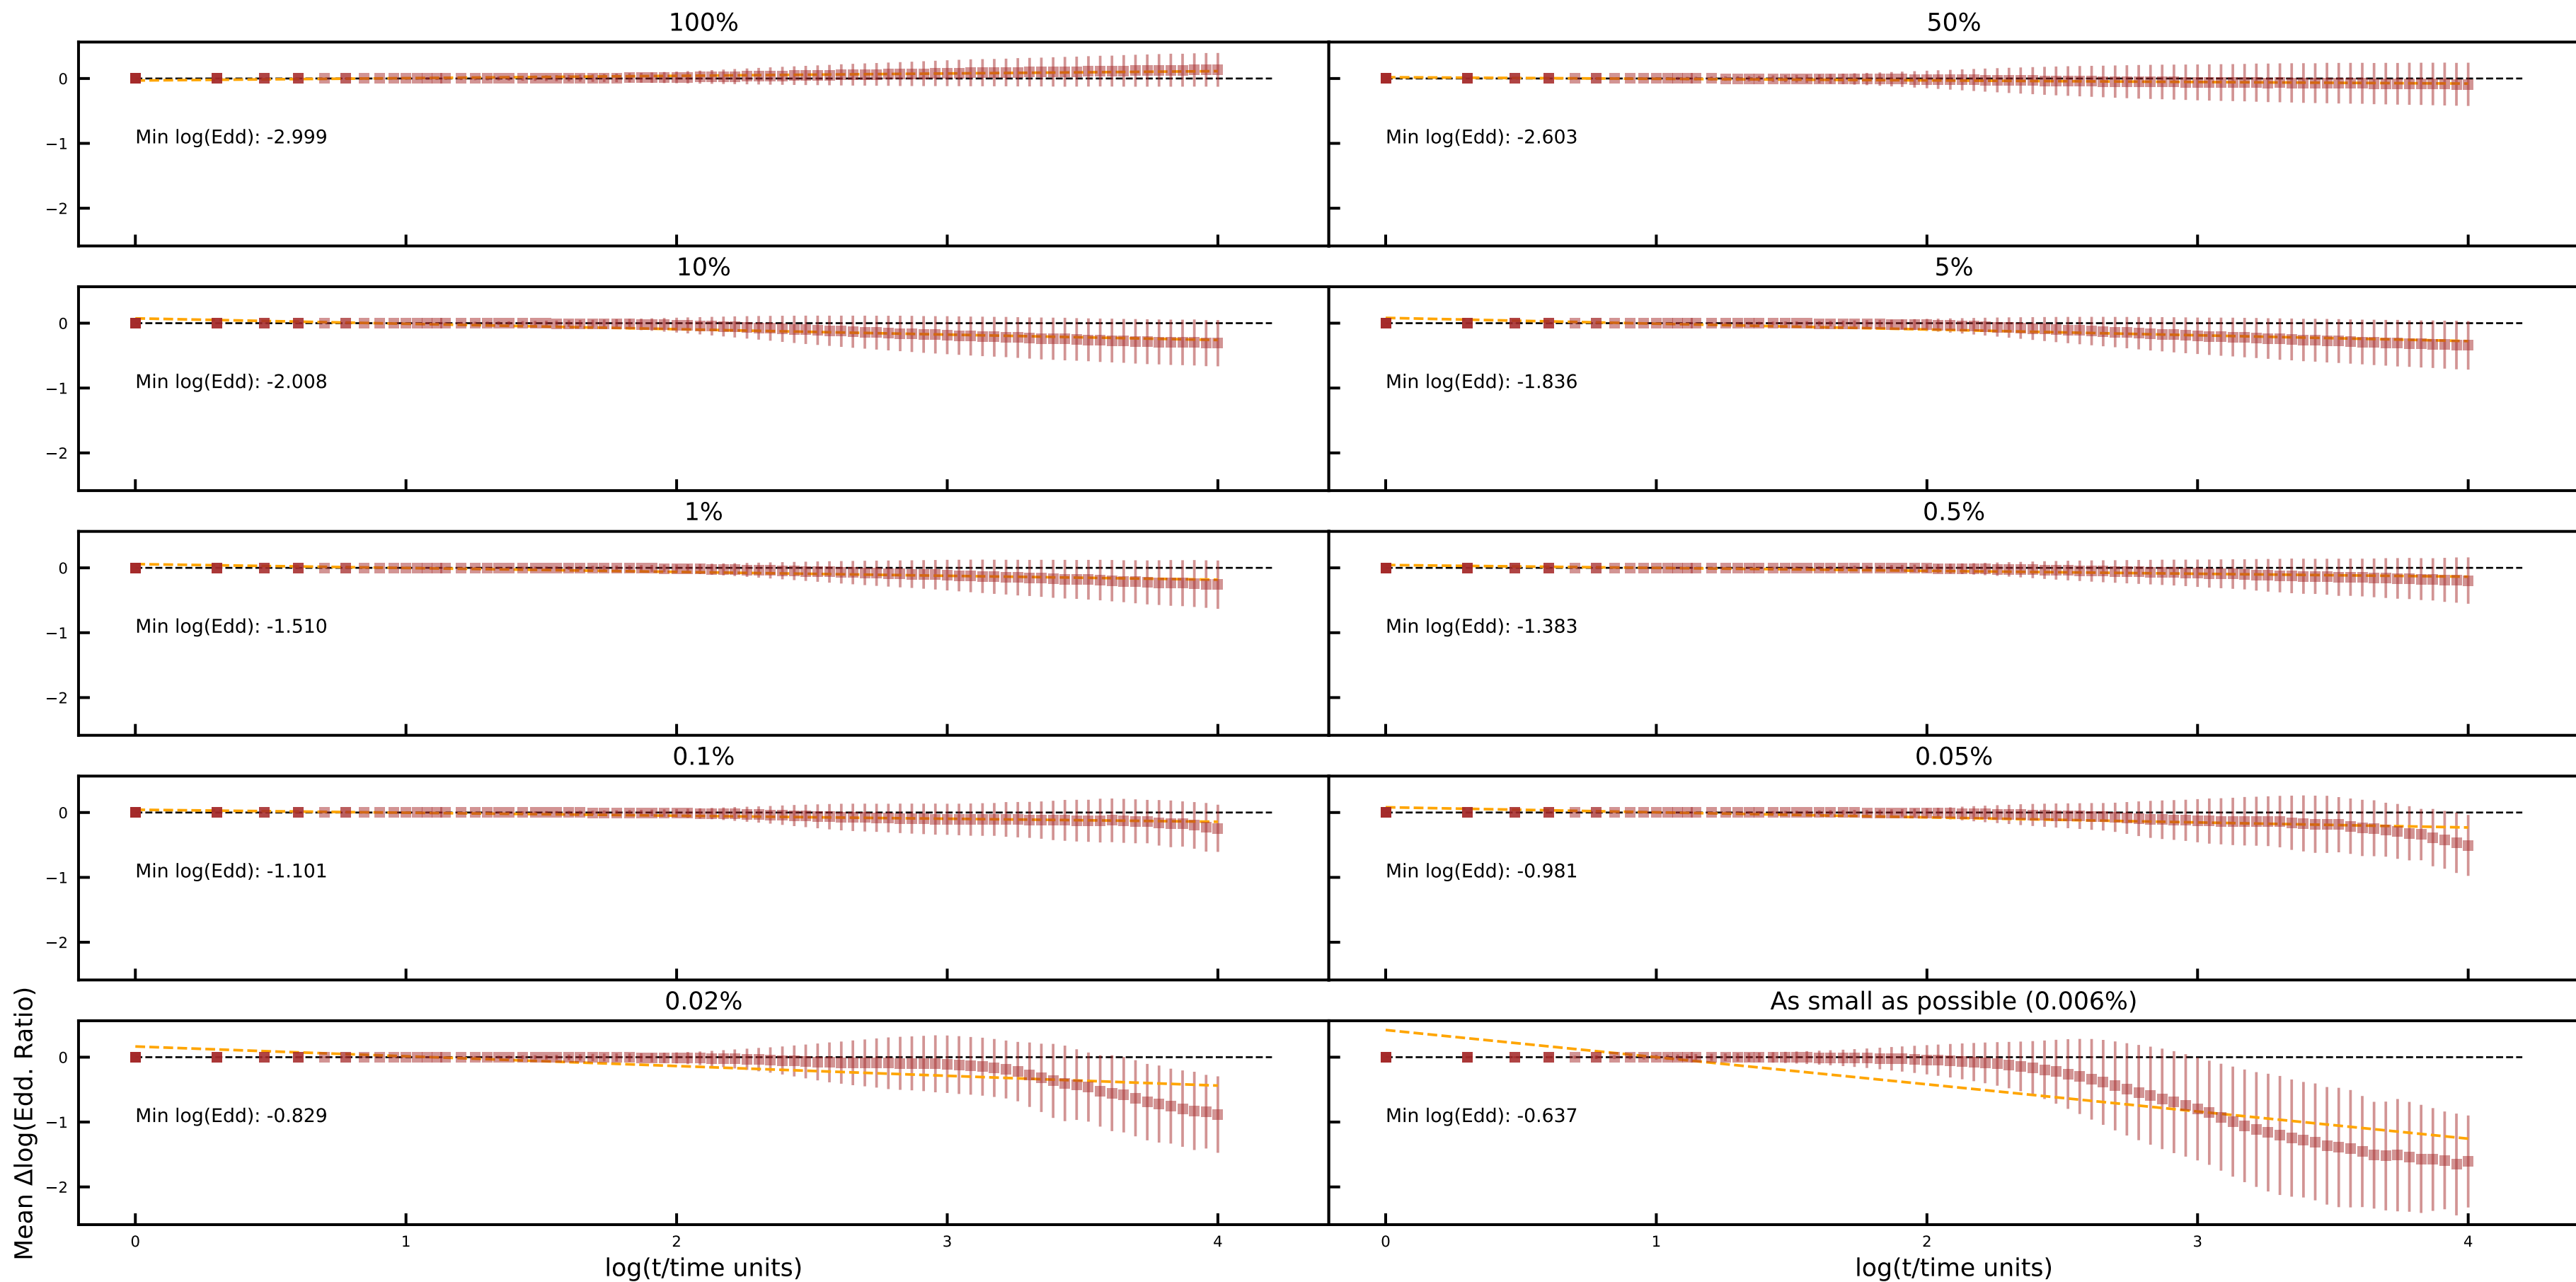 100%
50%
0
−1
−2
Min log(Edd): -2.999
Min log(Edd): -2.603
10%
5%
0
−1
−2
Min log(Edd): -2.008
Min log(Edd): -1.836
1%
0.5%
0
−1
−2
Min log(Edd): -1.510
Min log(Edd): -1.383
0.1%
0.05%
0
−1
−2
Min log(Edd): -1.101
Min log(Edd): -0.981
0.02%
As small as possible (0.006%)
0
−1
−2
Min log(Edd): -0.829
Min log(Edd): -0.637
Mean Δlog(Edd. Ratio)
0 1 2 3 4
0 1 2 3 4
log(t/time units)
log(t/time units)